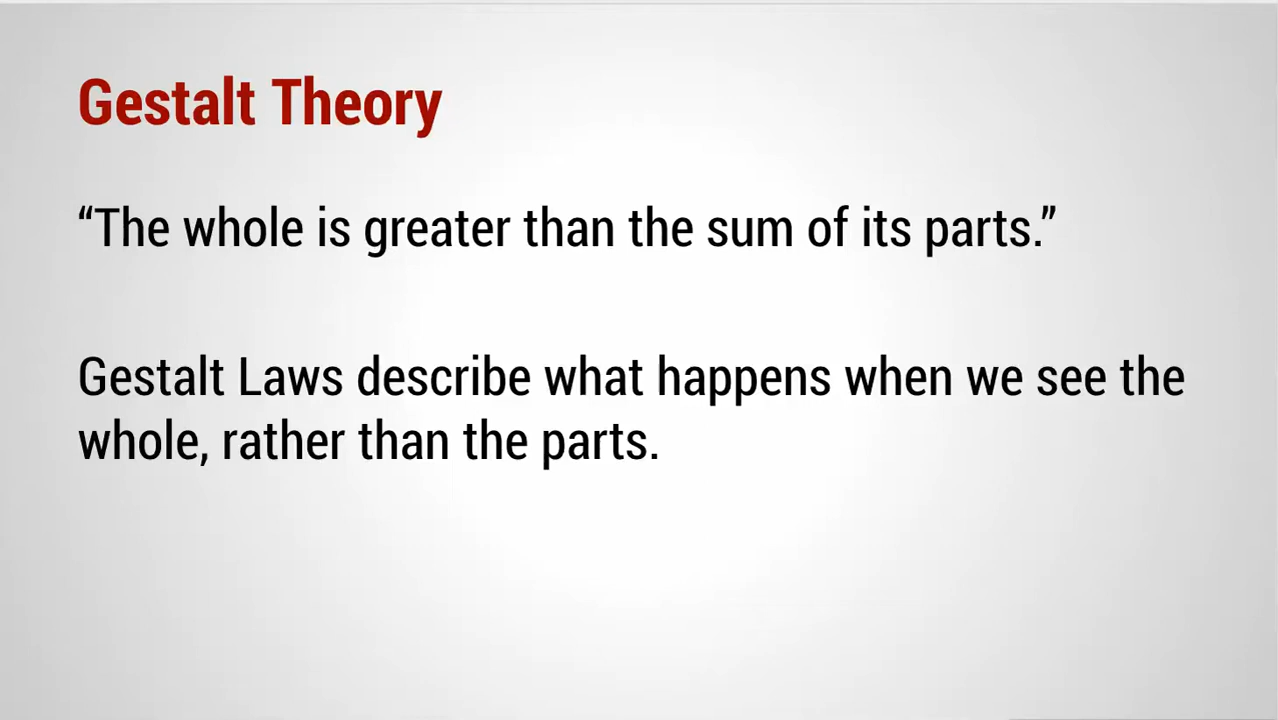 Gestalt Theory
“The whole is greater than the sum of its parts.”
Gestalt Laws describe what happens when we see the
whole, rather than the parts.